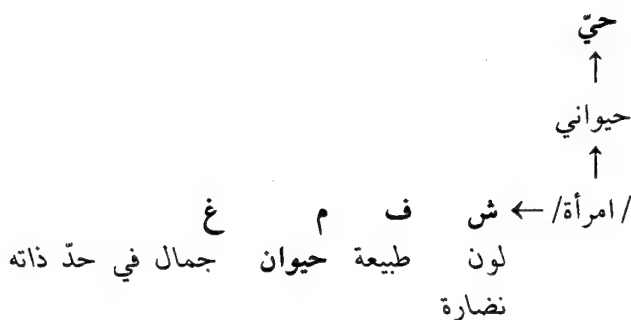 حيّ
↑
حيواني
↑
/امرأة/ ← ش ف م غ
لون طبيعة حيوان جمال في حدّ ذاته
نضارة